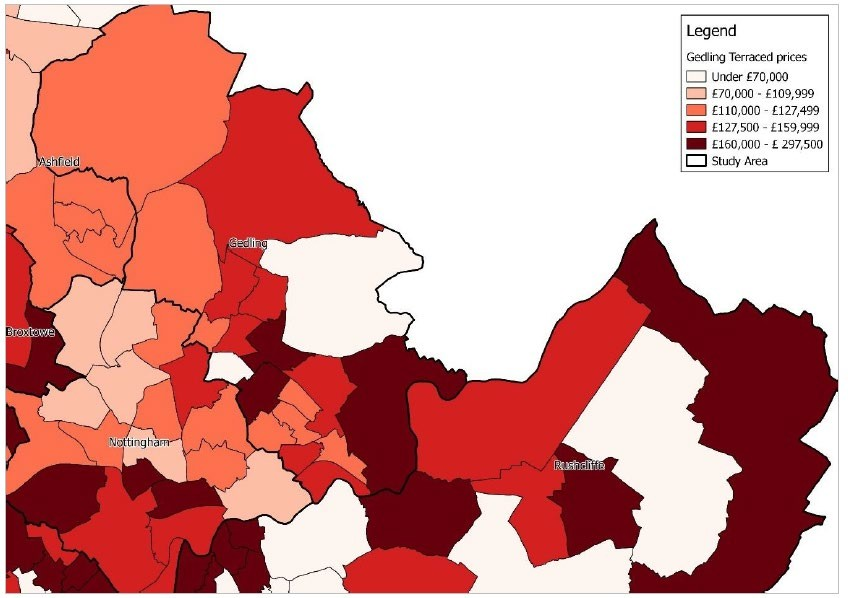 Legend
Gedling Terraced prices
Under £70,000
£70,000 - £109,999
£110,000 - £127,499
£127,500 - £159,999
£160,000 - £ 297,500
Study Area
Ashfield
Gedling
Broxtowe
Nottingham
Rushcliffe